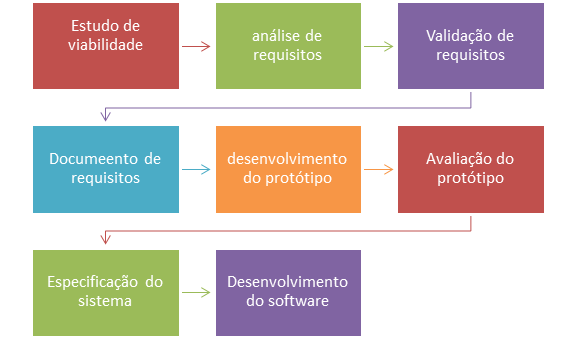 Estudo de
viabilidade
análise de
requisitos
Validação de
requisitos
Documeento de
requisitos
desenvolvimento
do protótipo
Avaliação do
protótipo
Especificação do
sistema
Desenvolvimento
do software